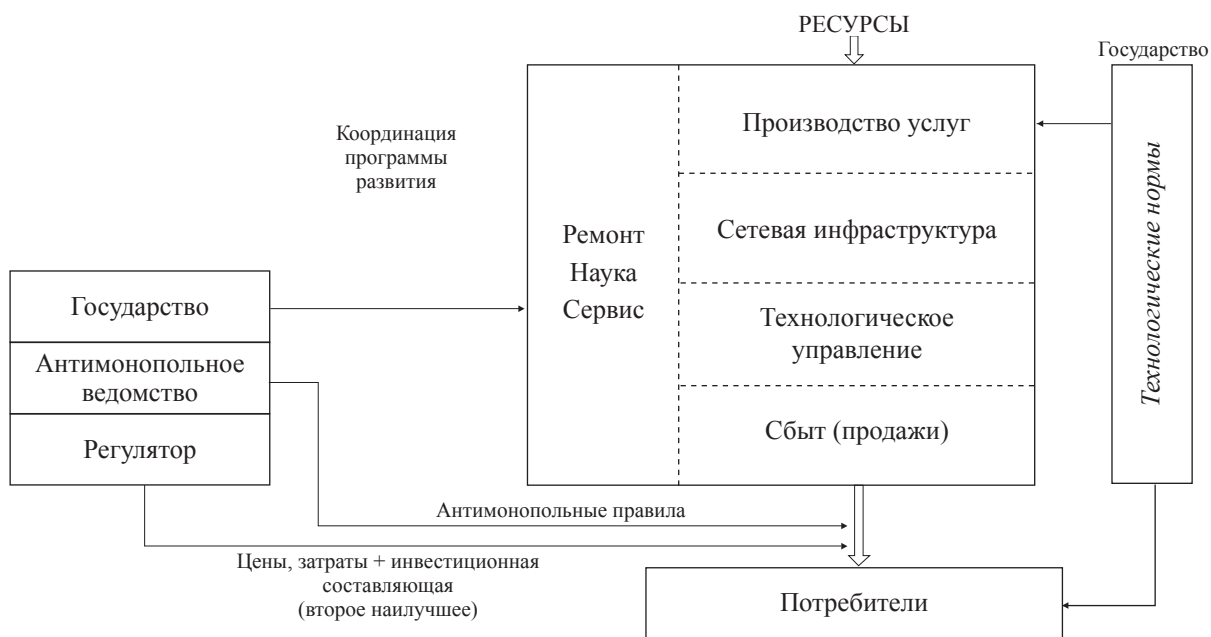 РЕСУРСЫ
Государство
Производство услуг
Координация
программы
развития
Технологические нормы
Ремонт
Наука
Сервис
Сетевая инфраструктура
Государство
Технологическое
управление
Антимонопольное
ведомство
Сбыт (продажи)
Регулятор
Антимонопольные правила
Цены, затраты + инвестиционная
составляющая
(второе наилучшее)
Потребители